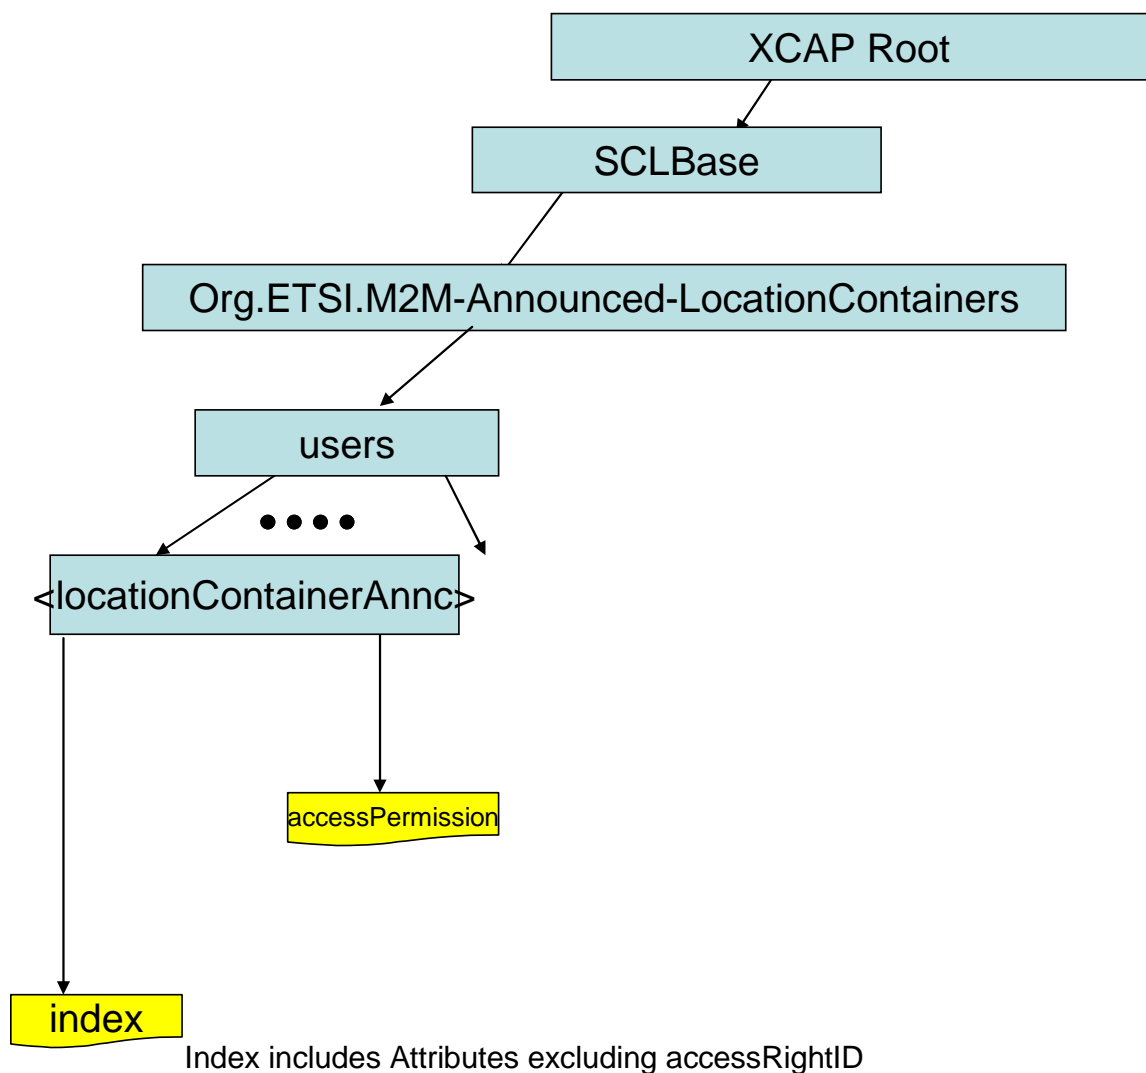 XCAP Root
SCLBase
Org.ETSI.M2M-Announced-LocationContainers
users
<locationContainerAnnc>
accessPermission
index
Index includes Attributes excluding accessRightID